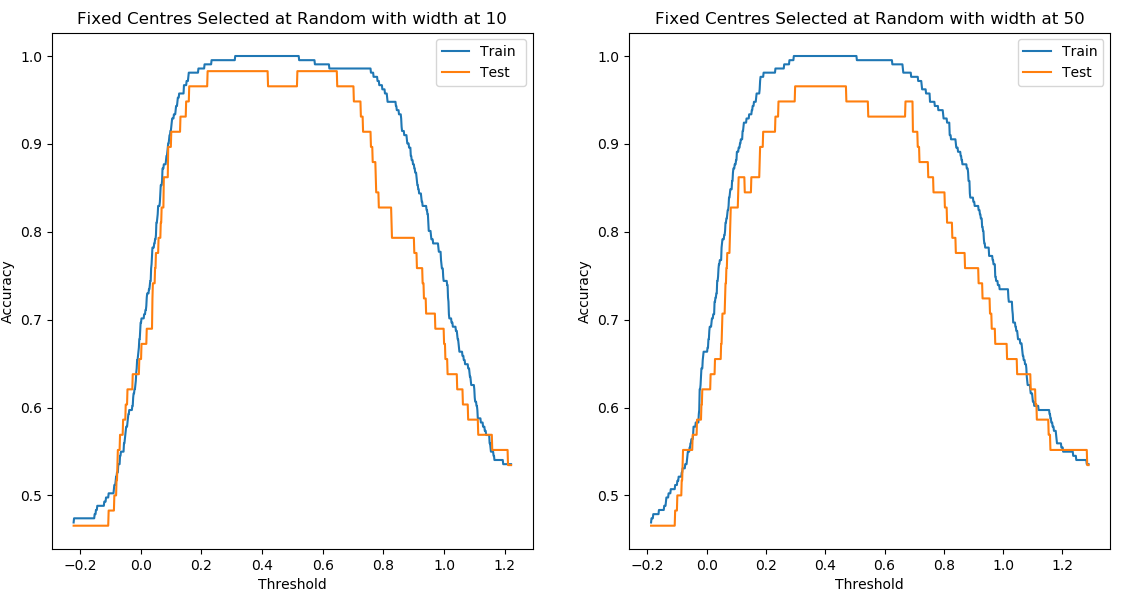 Fixed Centres Selected at Random with width at 10
Train
Test
1.0
0.9
0.8
0.7
0.6
0.5
Accuracy
−0.2 0.0 0.2 0.4 0.6 0.8 1.0 1.2
Threshold
Fixed Centres Selected at Random with width at 50
Train
Test
1.0
0.9
0.8
0.7
0.6
0.5
Accuracy
−0.2 0.0 0.2 0.4 0.6 0.8 1.0 1.2
Threshold